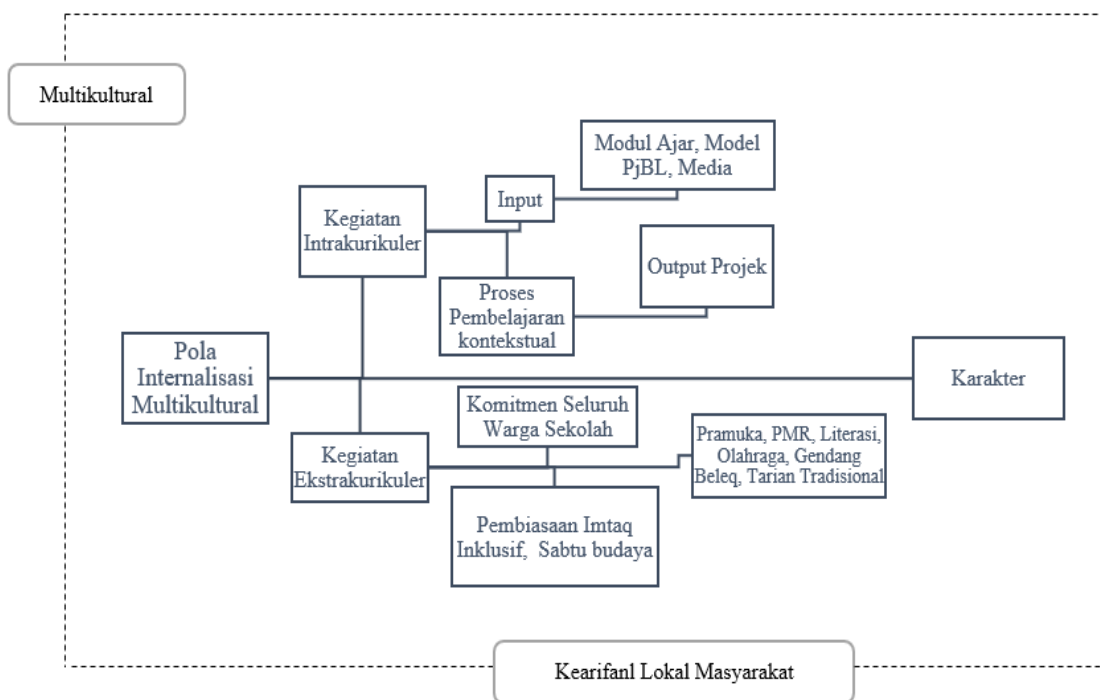 Multikultural
Modul Ajar, Model
PjBL, Media
Input
Kegiatan
Intrakurikuler
Output Projek
Proses
Pembelajaran
kontekstual
Pola
Internalisasi
Multikultural
Karakter
Komitmen Seluruh
Warga Sekolah
Pramuka, PMR, Literasi,
Olahraga, Gendang
Beleq, Tarian Tradisional
Kegiatan
Ekstrakurikuler
Pembiasaan Imtaq
Inklusif, Sabtu budaya
Kearifanl Lokal Masyarakat